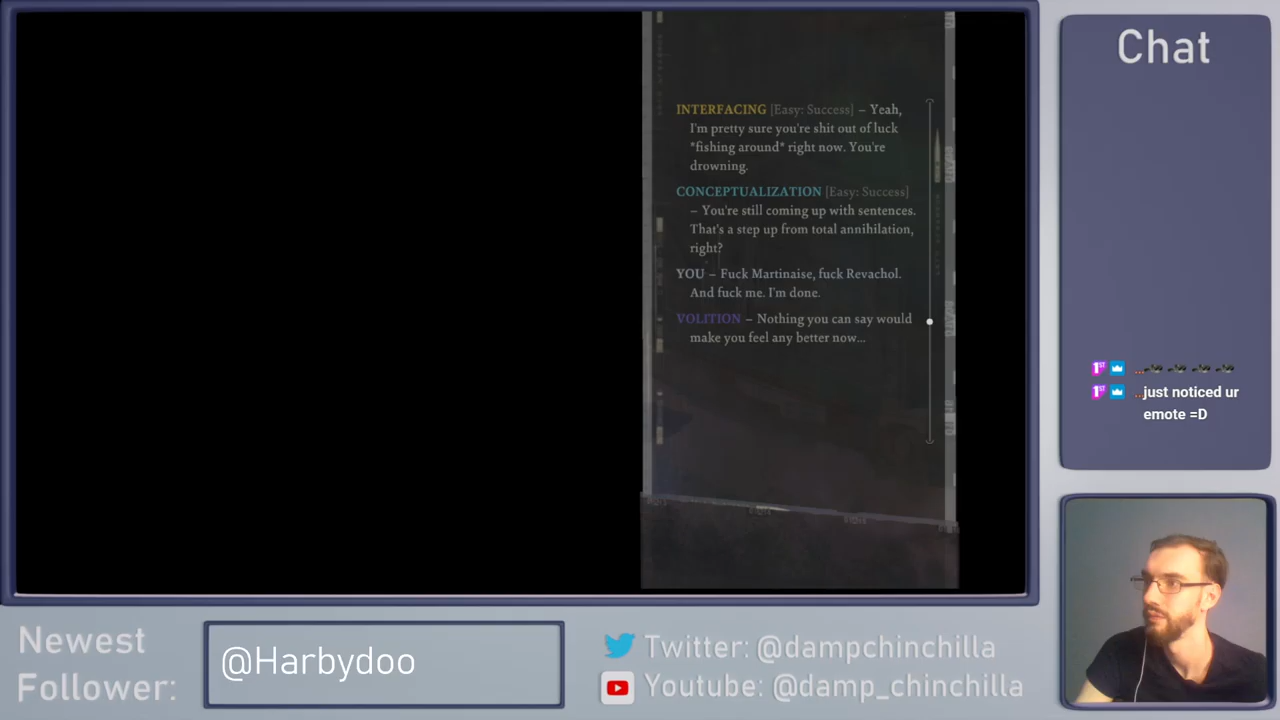 INTERFACING [Easy: Success] – Yeah,
I'm pretty sure you're shit out of luck
*fishing around* right now. You're
drowning.
CONCEPTUALIZATION [Easy: Success]
– You're still coming up with sentences.
That's a step up from total annihilation,
right?
YOU – Fuck Martinaise, fuck Revachol.
And fuck me. I'm done.
VOLITION – Nothing you can say would
make you feel any better now...
Chat
1ST ...
1ST ...just noticed ur
emote =D
Newest
Follower:
@Harbydoo
Twitter: @dampchinchilla
Youtube: @damp_chinchilla